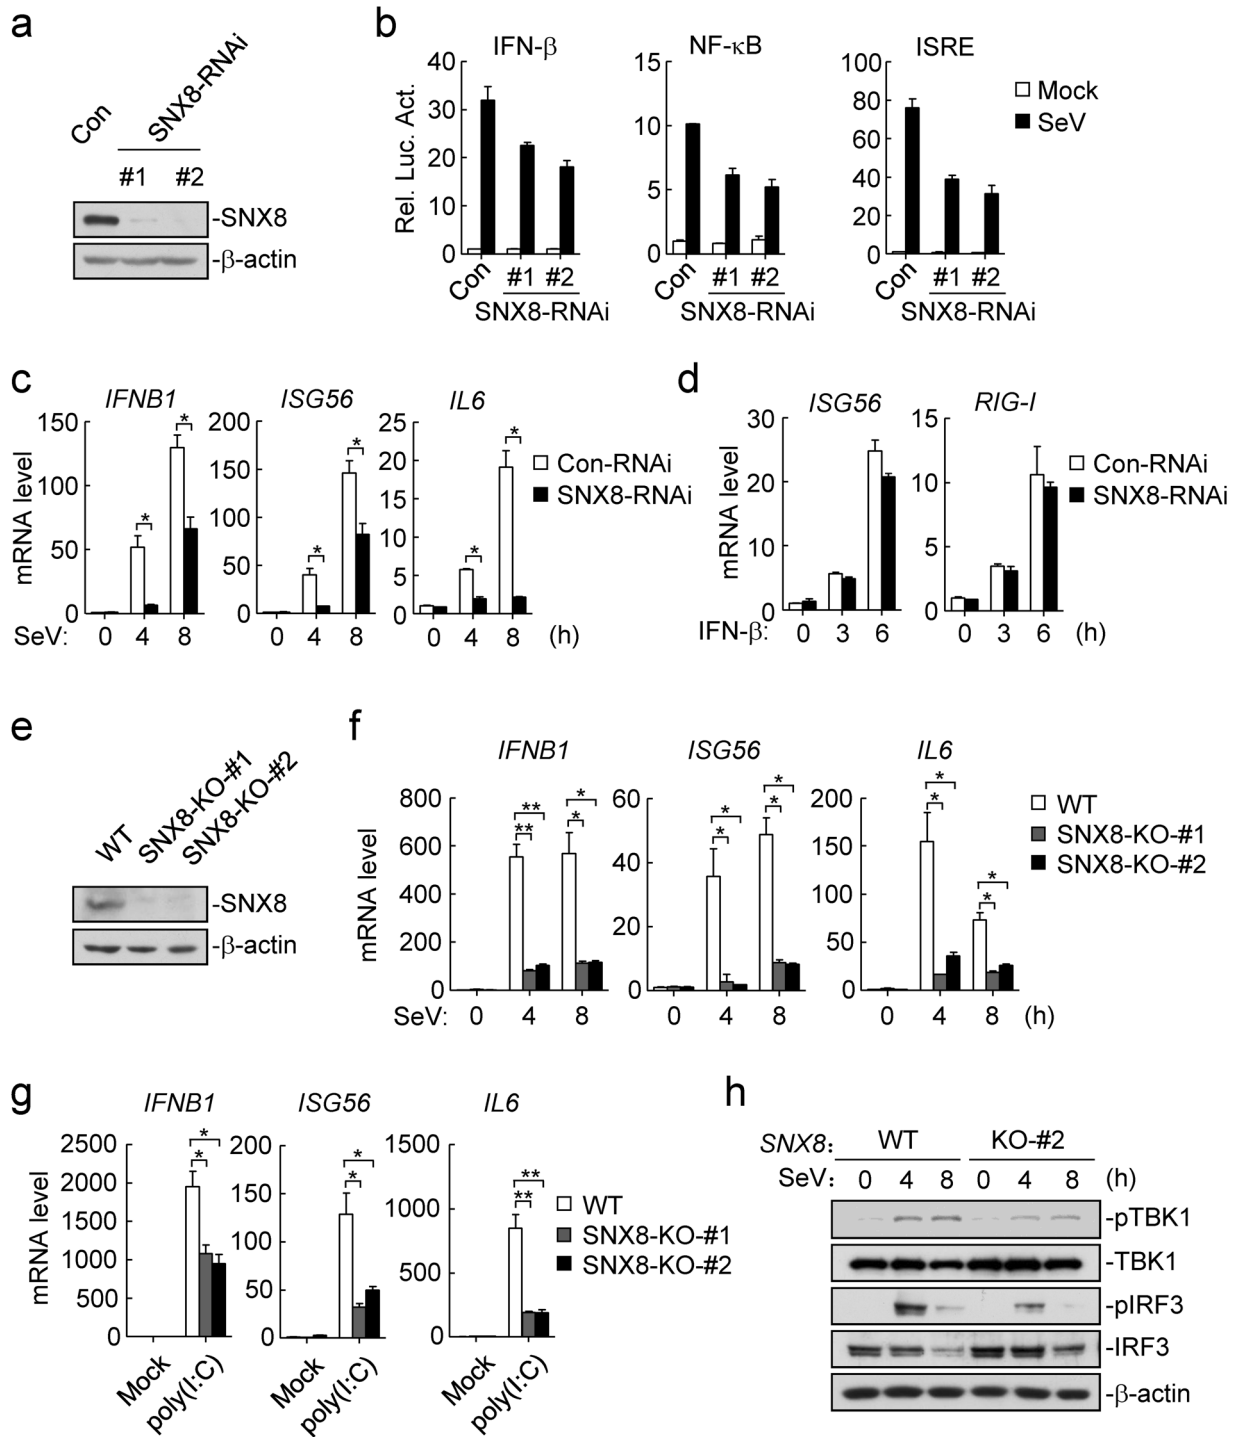 a
Con
SNX8-RNAi
#1 #2
-SNX8
-β-actin
b
IFN-β
NF-κB
ISRE
Rel. Luc. Act.
40
30
20
10
0
15
10
5
0
100
80
60
40
20
0
Mock
SeV
Con #1 #2
SNX8-RNAi
Con #1 #2
SNX8-RNAi
Con #1 #2
SNX8-RNAi
c
IFNB1
ISG56
IL6
mRNA level
150
100
50
0
200
150
100
50
0
25
20
15
10
5
0
* *
* *
* *
Con-RNAi
SNX8-RNAi
SeV: 0 4 8 0 4 8 0 4 8 (h)
d
ISG56
RIG-I
mRNA level
30
20
10
0
15
10
5
0
Con-RNAi
SNX8-RNAi
IFN-β: 0 3 6 0 3 6 (h)
e
WT
SNX8-KO-#1
SNX8-KO-#2
-SNX8
-β-actin
f
IFNB1
ISG56
IL6
mRNA level
800
600
400
200
0
60
40
20
0
200
150
100
50
0
** ** * *
* * * *
* * * *
WT
SNX8-KO-#1
SNX8-KO-#2
SeV: 0 4 8 0 4 8 0 4 8 (h)
g
IFNB1
ISG56
IL6
mRNA level
2500
2000
1500
1000
500
0
200
150
100
50
0
1500
1000
500
0
* *
* *
** **
WT
SNX8-KO-#1
SNX8-KO-#2
Mock poly(I:C)
Mock poly(I:C)
Mock poly(I:C)
h
SNX8: WT KO-#2
SeV: 0 4 8 0 4 8 (h)
-pTBK1
-TBK1
-pIRF3
-IRF3
-β-actin